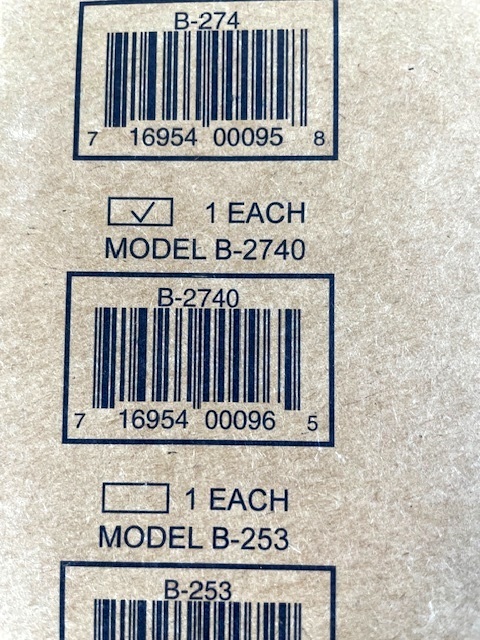 B-274
7 16954 00095 8
1 EACH
MODEL B-2740
B-2740
7 16954 00096 5
1 EACH
MODEL B-253
B-253